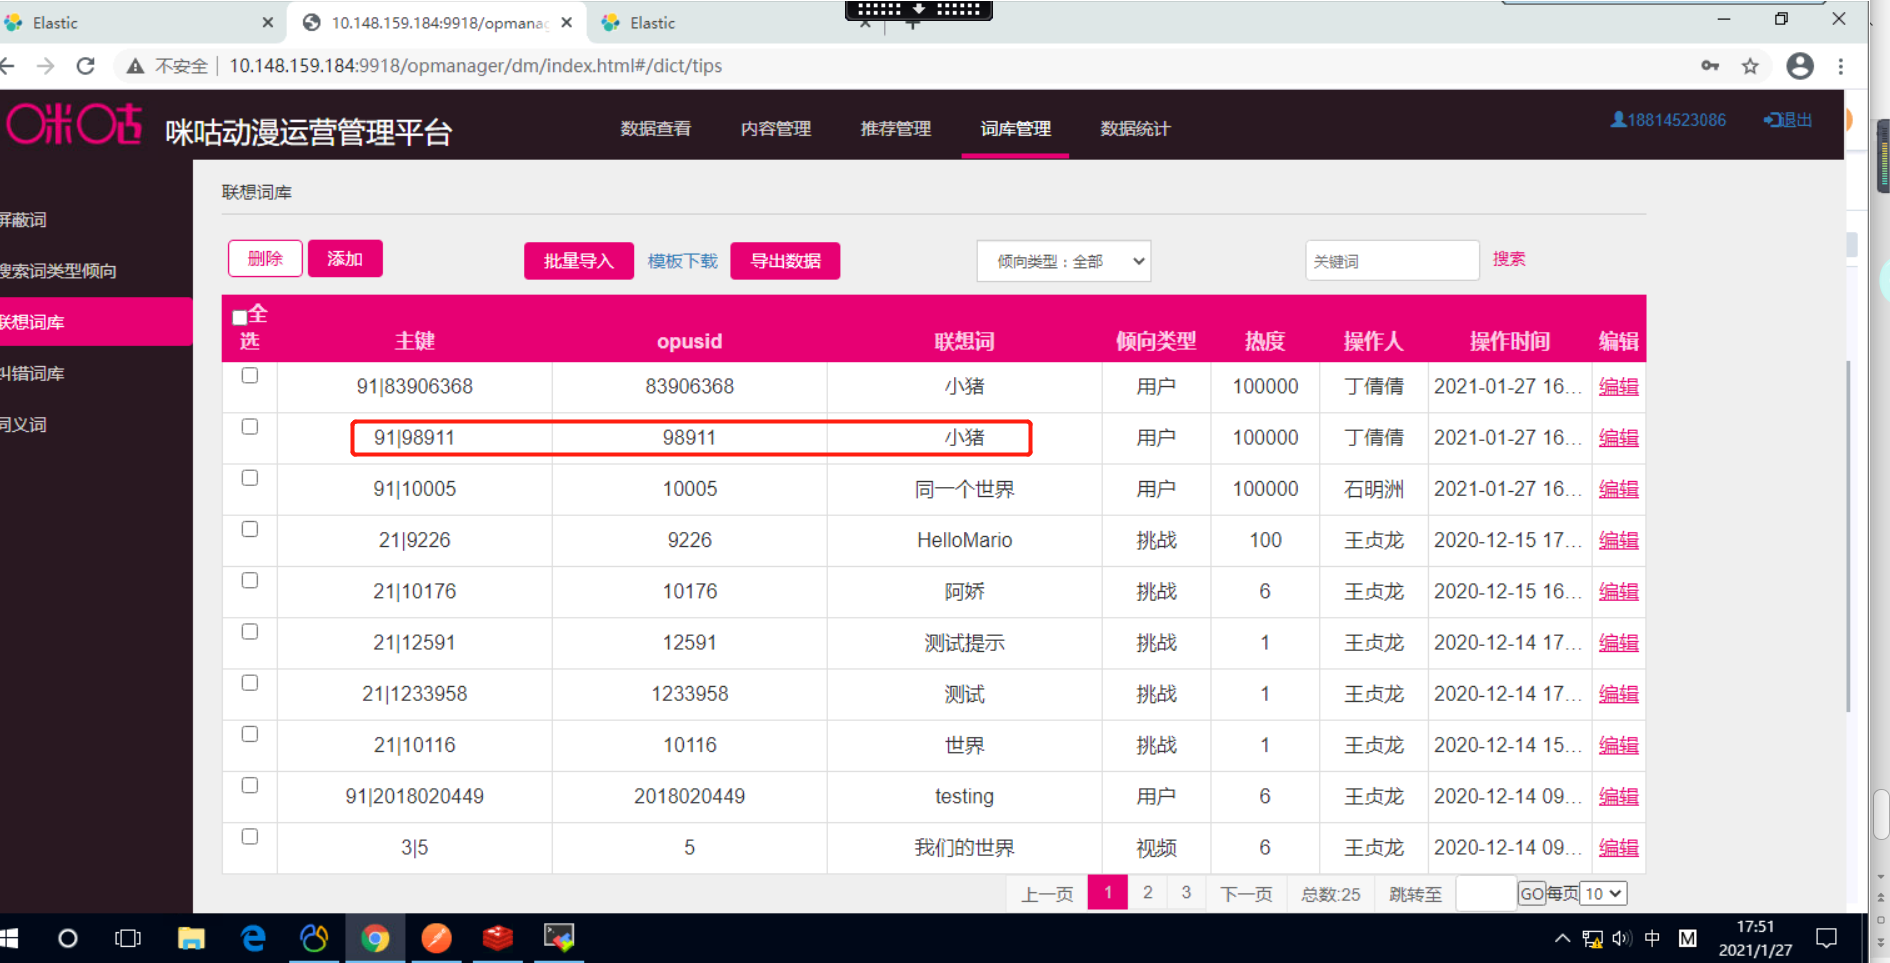 Elastic
10.148.159.184:9918/opmanag
Elastic
不安全 10.148.159.184:9918/opmanager/dm/index.html#/dict/tips
咪咕
咪咕动漫运营管理平台
数据查看 内容管理 推荐管理 词库管理 数据统计
18814523086 退出
屏蔽词
搜索词类型倾向
联想词库
纠错词库
同义词
联想词库
删除 添加 批量导入 模板下载 导出数据 倾向类型：全部 关键词 搜索
全选 主键 opusid 联想词 倾向类型 热度 操作人 操作时间 编辑
91|83906368 83906368 小猪 用户 100000 丁倩倩 2021-01-27 16... 编辑
91|98911 98911 小猪 用户 100000 丁倩倩 2021-01-27 16... 编辑
91|10005 10005 同一个世界 用户 100000 石明洲 2021-01-27 16... 编辑
21|9226 9226 HelloMario 挑战 100 王贞龙 2020-12-15 17... 编辑
21|10176 10176 阿娇 挑战 6 王贞龙 2020-12-15 16... 编辑
21|12591 12591 测试提示 挑战 1 王贞龙 2020-12-14 17... 编辑
21|1233958 1233958 测试 挑战 1 王贞龙 2020-12-14 17... 编辑
21|10116 10116 世界 挑战 1 王贞龙 2020-12-14 15... 编辑
91|2018020449 2018020449 testing 用户 6 王贞龙 2020-12-14 09... 编辑
3|5 5 我们的世界 视频 6 王贞龙 2020-12-14 09... 编辑
上一页 1 2 3 下一页 总数:25 跳转至 GO 每页 10
中 M 17:51
2021/1/27